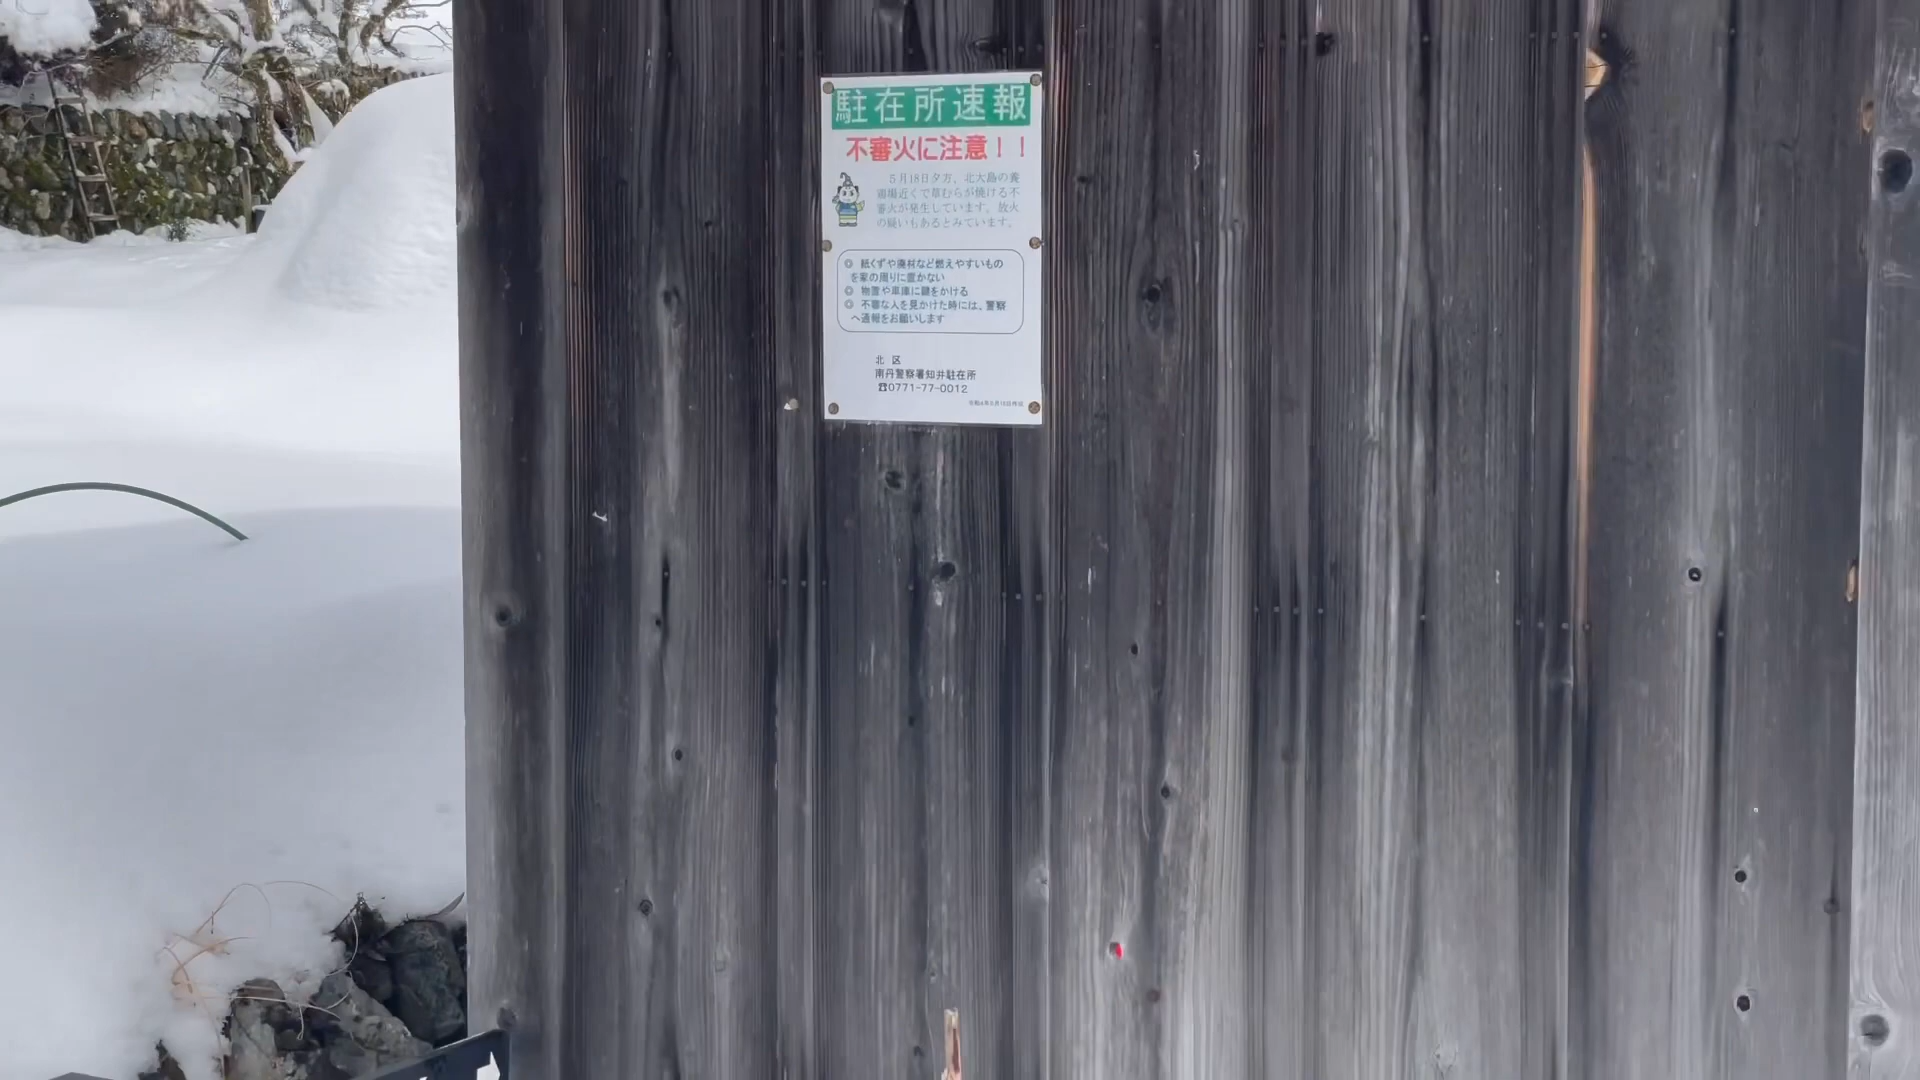 駐在所速報
不審火に注意！！
5月18日夕方、北大島の養
鶏場近くで草むらが焼ける不
審火が発生しています。放火
の疑いもあるとみています。
◎ 紙くずや廃材など燃えやすいもの
を家の周りに置かない
◎ 物置や車庫に鍵をかける
◎ 不審な人を見かけた時には、警察
へ通報をお願いします
北 区
南丹警察署知井駐在所
☎0771-77-0012